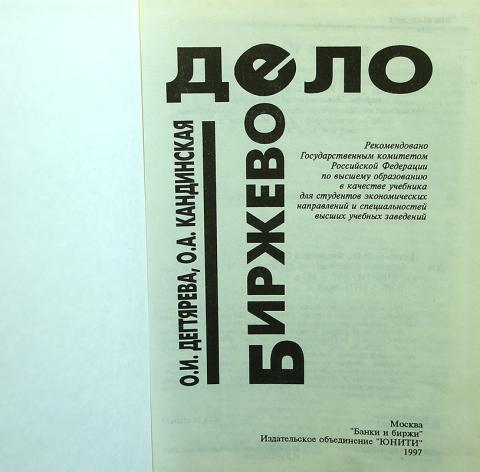 О.И. ДЕГТЯРЕВА, О.А. КАНДИНСКАЯ
БИРЖЕВОе
дело
Рекомендовано
Государственным комитетом
Российской Федерации
по высшему образованию
в качестве учебника
для студентов экономических
направлений и специальностей
высших учебных заведений
Москва
"Банки и биржи"
Издательское объединение "ЮНИТИ"
1997